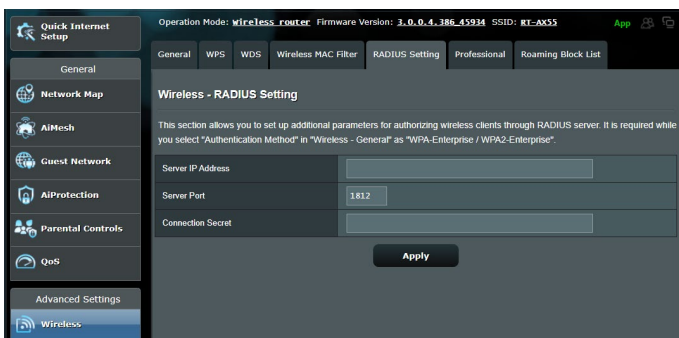 Quick Internet
Setup
General
Network Map
AiMesh
Guest Network
AiProtection
Parental Controls
QoS
Advanced Settings
Wireless
Operation Mode: Wireless router Firmware Version: 3.0.0.4.386_45934 SSID: RT-AX55
App
General WPS WDS Wireless MAC Filter RADIUS Setting Professional Roaming Block List
Wireless - RADIUS Setting
This section allows you to set up additional parameters for authorizing wireless clients through RADIUS server. It is required while
you select "Authentication Method" in "Wireless - General" as "WPA-Enterprise / WPA2-Enterprise".
Server IP Address
Server Port 1812
Connection Secret
Apply